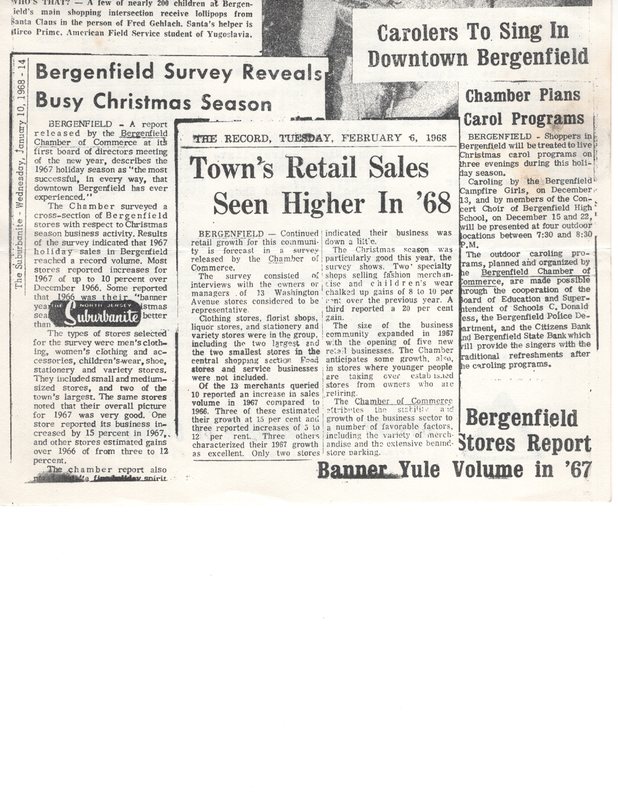 WHO'S THAT? — A few of nearly 200 children at Bergen-
field's main shopping intersection receive lollipops from
Santa Claus in the person of Fred Gehlach. Santa's helper is
Mirco Primc, American Field Service student of Yugoslavia.
The Suburbanite - Wednesday, January 10, 1968 - 14
Bergenfield Survey Reveals
Busy Christmas Season
BERGENFIELD - A report
released by the Bergenfield
Chamber of Commerce at its
first board of directors meeting
of the new year, describes the
1967 holiday season as "the most
successful, in every way, that
downtown Bergenfield has ever
experienced."
The Chamber surveyed a
cross-section of Bergenfield
stores with respect to Christmas
season business activity. Results
of the survey indicated that 1967
holiday sales in Bergenfield
reached a record volume. Most
stores reported increases for
1967 of up to 10 percent over
December 1966. Some reported
that 1966 was their "banner
year
stmas
better
than
NORTH JERSEY
Suburbanite
The types of stores selected
for the survey were men's cloth-
ing, women's clothing and ac-
cessories, children's-wear, shoe,
stationery and variety stores.
They included small and medium-
sized stores, and two of the
town's largest. The same stores
noted that their overall picture
for 1967 was very good. One
store reported its business in-
creased by 15 percent in 1967,
and other stores estimated gains
over 1966 of from three to 12
percent.
The chamber report also
spirit
THE RECORD, TUESDAY, FEBRUARY 6, 1968
Town's Retail Sales
Seen Higher In '68
BERGENFIELD — Continued
retail growth for this communi-
ty is forecast in a survey
released by the Chamber of
Commerce.
The survey consisted of
interviews with the owners or
managers of 13 Washington
Avenue stores considered to be
representative.
Clothing stores, florist shops,
liquor stores, and stationery and
variety stores were in the group,
including the two largest and
the two smallest stores in the
central shopping section. Food
stores and service businesses
were not included.
Of the 13 merchants queried
10 reported an increase in sales
volume in 1967 compared to
1966. Three of these estimated
their growth at 15 per cent and
three reported increases of 3 to
12 per cent. Three others
characterized their 1967 growth
as excellent. Only two stores
indicated their business was
down a little.
The Christmas season was
particularly good this year, the
survey shows. Two specialty
shops selling fashion merchan-
dise and children's wear
chalked up gains of 8 to 10 per
cent over the previous year. A
third reported a 20 per cent
gain.
The size of the business
community expanded in 1967
with the opening of five new
retail businesses. The Chamber
anticipates some growth, also,
in stores where younger people
are taking over established
stores from owners who are
retiring.
The Chamber of Commerce
attributes the stability and
growth of the business sector to
a number of favorable factors,
including the variety of merch-
andise and the extensive behind-
store parking.
Carolers To Sing In
Downtown Bergenfield
Chamber Plans
Carol Programs
BERGENFIELD - Shoppers in
Bergenfield will be treated to live
Christmas carol programs on
three evenings during this holi-
day season.
Caroling by the Bergenfield
Campfire Girls, on December
13, and by members of the Con-
cert Choir of Bergenfield High
School, on December 15 and 22,
will be presented at four outdoor
locations between 7:30 and 8:30
P.M.
The outdoor caroling pro-
rams, planned and organized by
he Bergenfield Chamber of
ommerce, are made possible
hrough the cooperation of the
oard of Education and Super-
ntendent of Schools C. Donald
ess, the Bergenfield Police De-
artment, and the Citizens Bank
nd Bergenfield State Bank which
ill provide the singers with the
raditional refreshments after
he caroling programs.
Bergenfield
Stores Report
Banner Yule Volume in '67